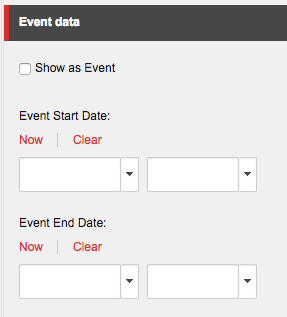 Event data
Show as Event
Event Start Date:
Now Clear
Event End Date:
Now Clear